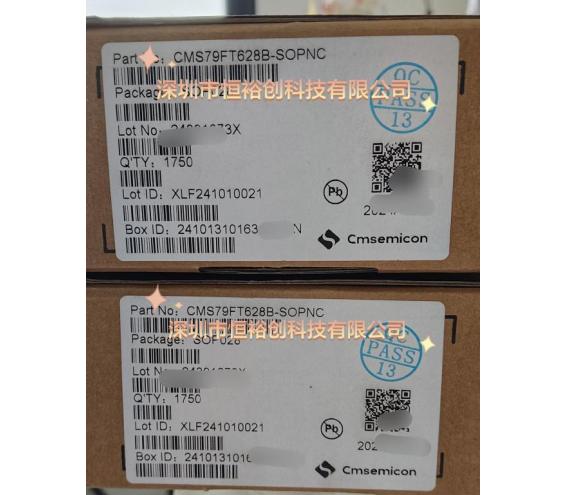 Part No: CMS79FT628B-SOPNC
深圳市恒裕创科技有限公司
Package:
QC
PASS
13
Lot No:
Q'TY: 1750
Lot ID: XLF241010021
Pb
Box ID: 24101310163
N
Cmsemicon
Part No: CMS79FT628B-SOPNC
深圳市恒裕创科技有限公司
Package: SOP028
QC
PASS
13
Q'TY: 1750
Lot ID: XLF241010021
Pb
Box ID: 2410131016
Cmsemicon